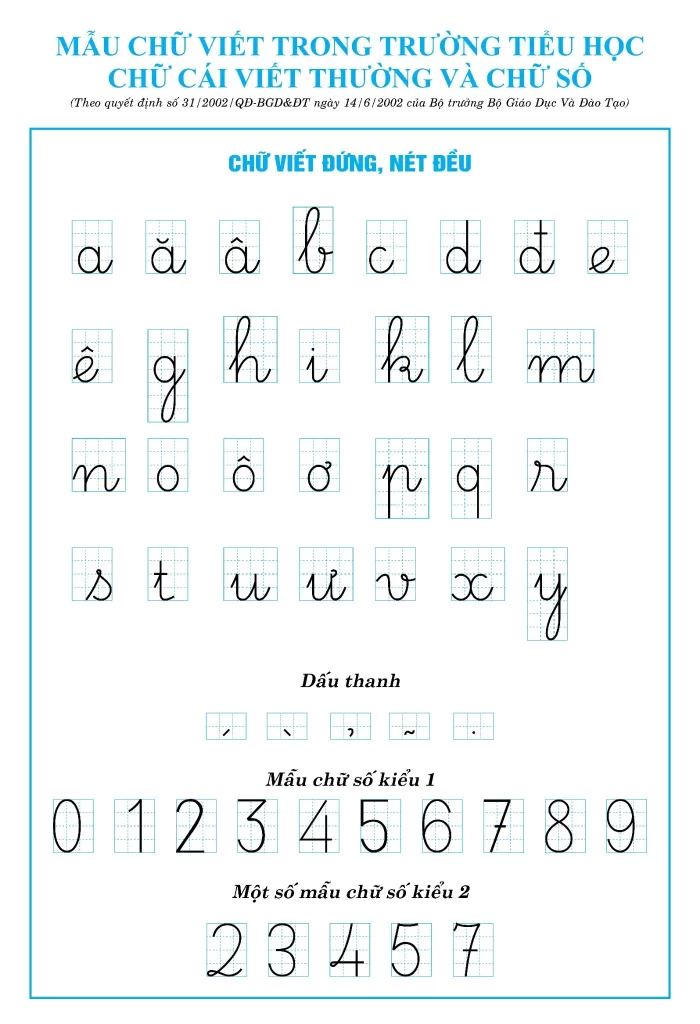 MẪU CHỮ VIẾT TRONG TRƯỜNG TIỂU HỌC
CHỮ CÁI VIẾT THƯỜNG VÀ CHỮ SỐ
(Theo quyết định số 31/2002/QĐ-BGD&ĐT ngày 14/6/2002 của Bộ trưởng Bộ Giáo Dục Và Đào Tạo)
CHỮ VIẾT ĐỨNG, NÉT ĐỀU
a ă â b c d đ e
ê g h i k l m
n o ô ơ p q r
s t u ư v x y
Dấu thanh
´ ` ̉ ~ .
Mẫu chữ số kiểu 1
0 1 2 3 4 5 6 7 8 9
Một số mẫu chữ số kiểu 2
2 3 4 5 7